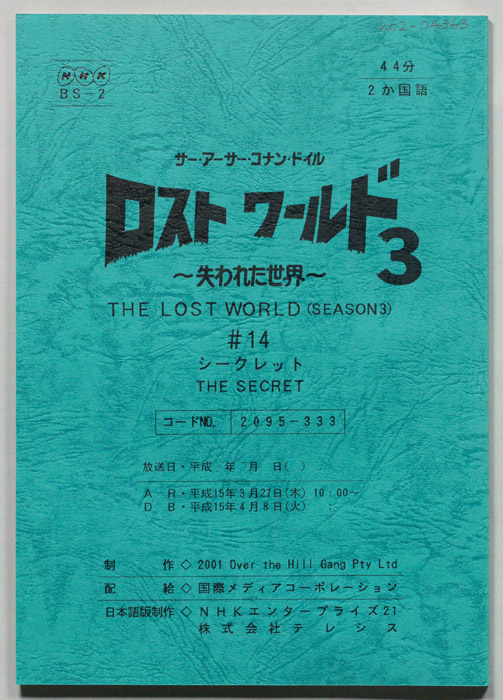 K02-04363
NHK
BS-2
44分
2か国語
サー・アーサー・コナン・ドイル
ロスト ワールド3
～失われた世界～
THE LOST WORLD (SEASON3)
#14
シークレット
THE SECRET
コードNO. 2095-333
放送日・平成 年 月 日( )
A R・平成15年3月27日(木) 10:00～
D B・平成15年4月8日(火) :
制作◇2001 Over the Hill Gang Pty Ltd
配給◇国際メディアコーポレーション
日本語版制作◇NHKエンタープライズ21
株式会社テレシス